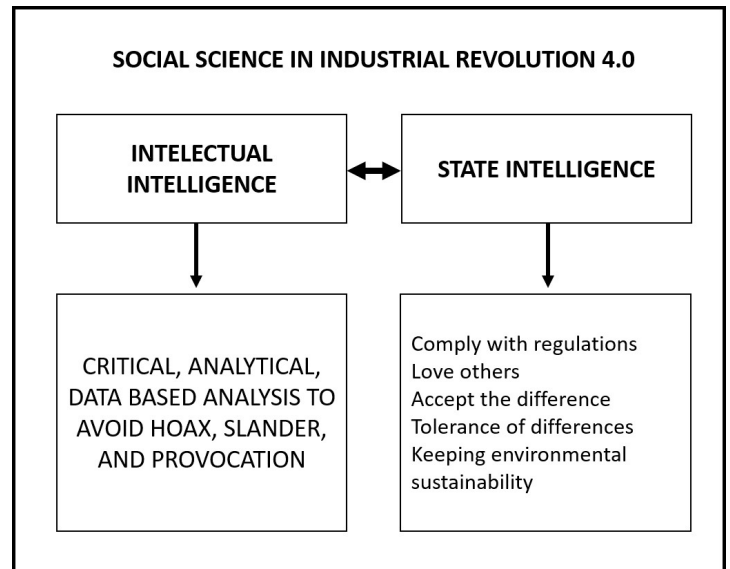 SOCIAL SCIENCE IN INDUSTRIAL REVOLUTION 4.0
INTELECTUAL
INTELLIGENCE
STATE INTELLIGENCE
CRITICAL, ANALYTICAL,
DATA BASED ANALYSIS TO
AVOID HOAX, SLANDER,
AND PROVOCATION
Comply with regulations
Love others
Accept the difference
Tolerance of differences
Keeping environmental
sustainability